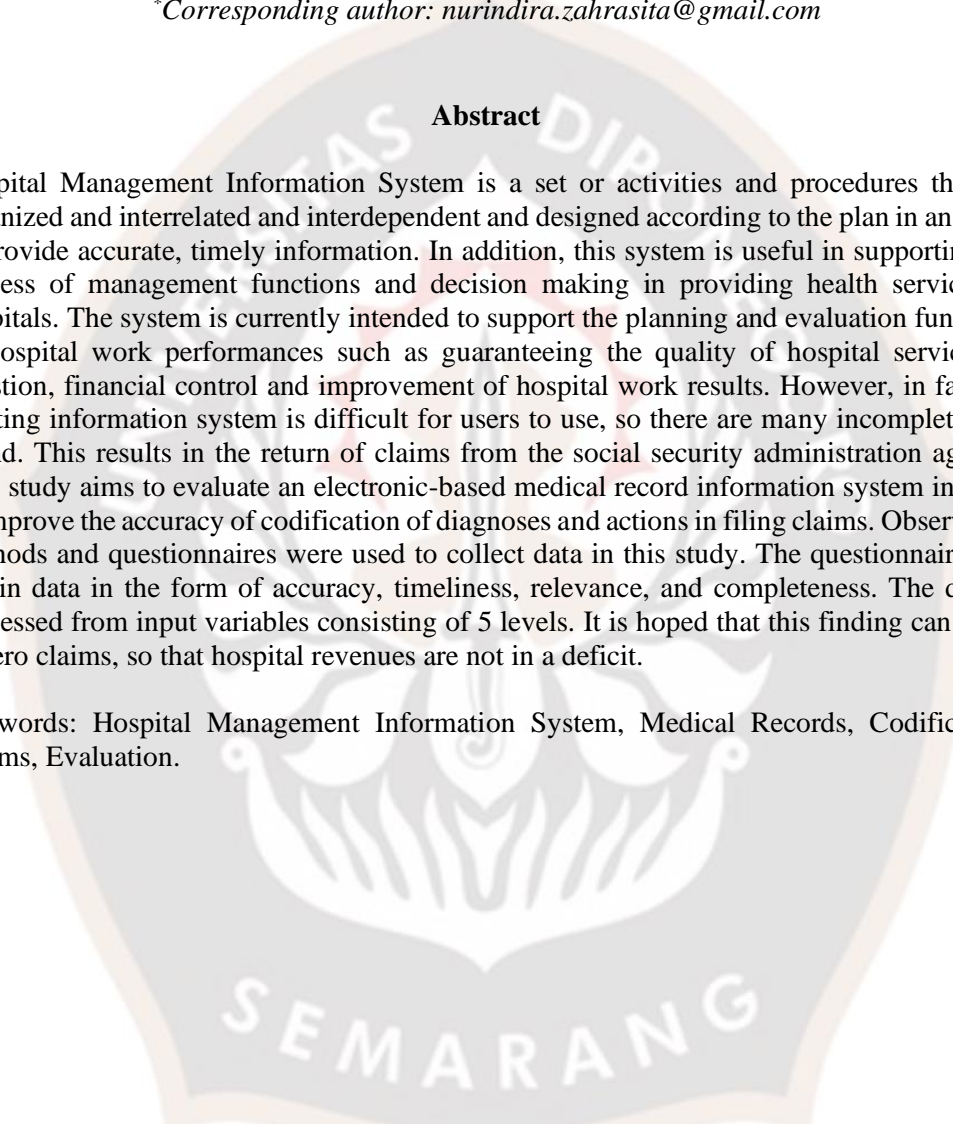 *Corresponding author: nurindira.zahrasita@gmail.com
Abstract
pital Management Information System is a set or activities and procedures th
nized and interrelated and interdependent and designed according to the plan in an
rovide accurate, timely information. In addition, this system is useful in supportin
ess of management functions and decision making in providing health servic
pitals. The system is currently intended to support the planning and evaluation fun
ospital work performances such as guaranteeing the quality of hospital servic
stion, financial control and improvement of hospital work results. However, in fa
ting information system is difficult for users to use, so there are many incomplet
nd. This results in the return of claims from the social security administration ag
study aims to evaluate an electronic-based medical record information system in
mprove the accuracy of codification of diagnoses and actions in filing claims. Observ
hods and questionnaires were used to collect data in this study. The questionnair
in data in the form of accuracy, timeliness, relevance, and completeness. The d
essed from input variables consisting of 5 levels. It is hoped that this finding can
ero claims, so that hospital revenues are not in a deficit.
words: Hospital Management Information System, Medical Records, Codific
ms, Evaluation.
UNIVERSITAS DIPONEGORO
SEMARANG